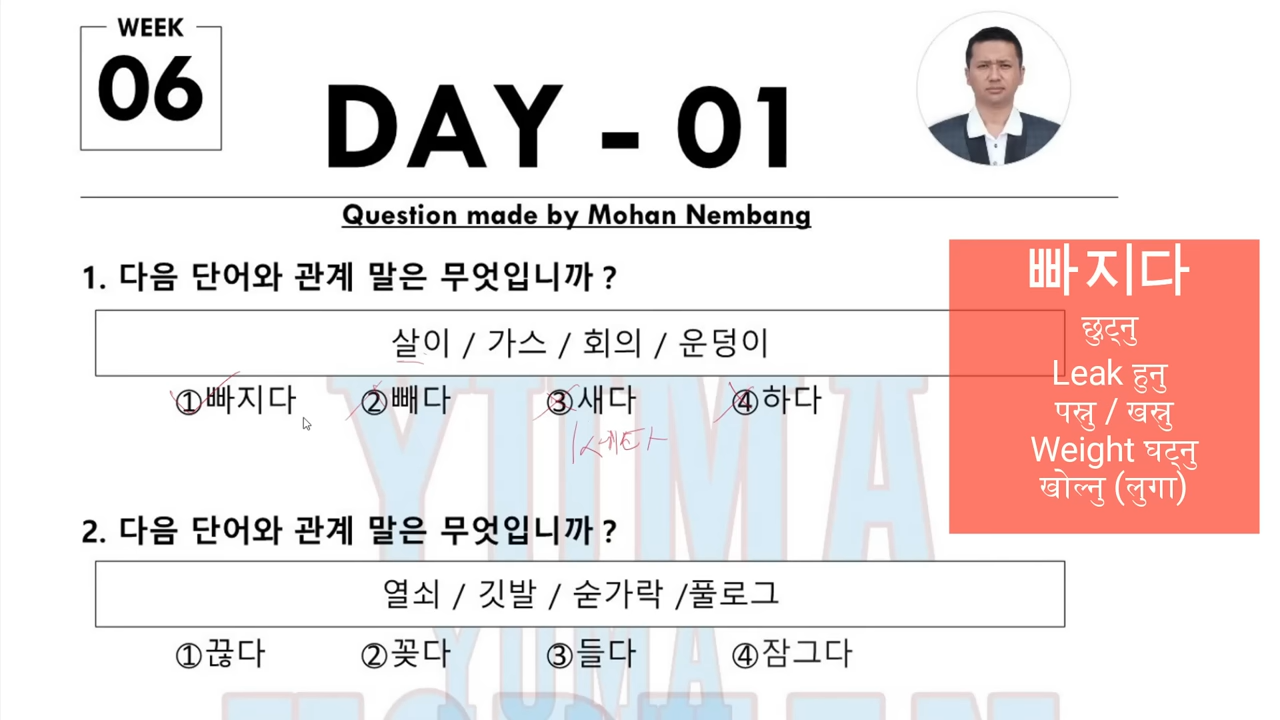 WEEK
06
DAY - 01
Question made by Mohan Nembang
1. 다음 단어와 관계 말은 무엇입니까 ?
살이 / 가스 / 회의 / 운덩이
①빠지다 ②빼다 ③새다 ④하다
빠지다
छुट्नु
Leak हुनु
पस्नु / खस्नु
Weight घट्नु
खोल्नु (लुगा)
2. 다음 단어와 관계 말은 무엇입니까 ?
열쇠 / 깃발 / 숟가락 /풀로그
①끊다 ②꽂다 ③들다 ④잠그다
YUMA
YUMA